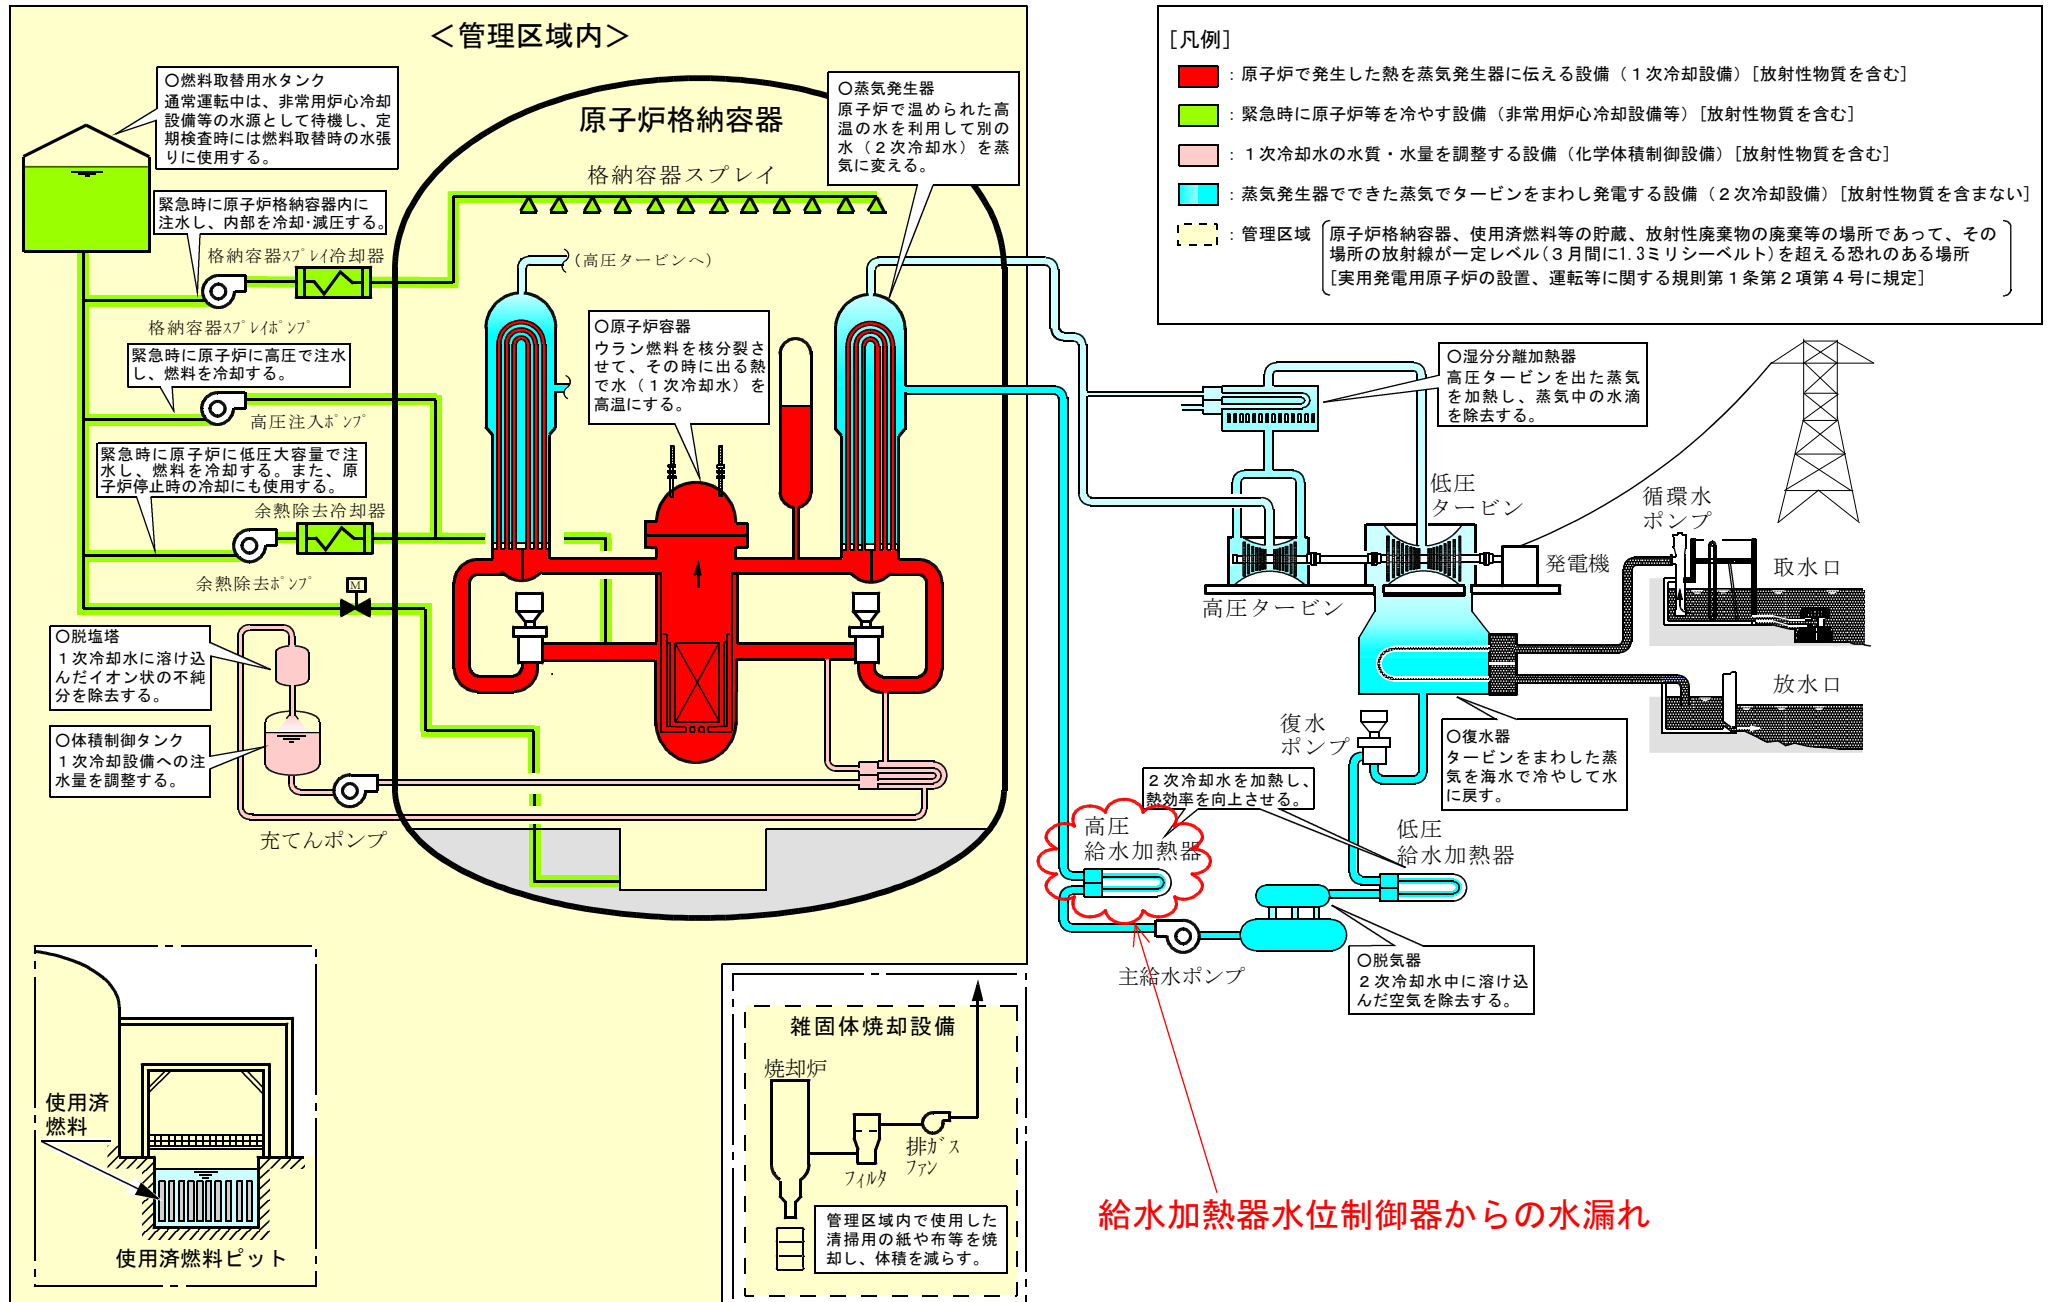 ＜管理区域内＞
○燃料取替用水タンク
通常運転中は、非常用炉心冷却
設備等の水源として待機し、定
期検査時には燃料取替時の水張
りに使用する。
緊急時に原子炉格納容器内に
注水し、内部を冷却･減圧する。
格納容器ｽﾌﾟﾚｲ冷却器
格納容器ｽﾌﾟﾚｲﾎﾟﾝﾌﾟ
緊急時に原子炉に高圧で注水
し、燃料を冷却する。
高圧注入ﾎﾟﾝﾌﾟ
緊急時に原子炉に低圧大容量で注
水し、燃料を冷却する。また、原
子炉停止時の冷却にも使用する。
余熱除去冷却器
余熱除去ﾎﾟﾝﾌﾟ
M
○脱塩塔
１次冷却水に溶け込
んだイオン状の不純
分を除去する。
○体積制御タンク
１次冷却設備への注
水量を調整する。
充てんポンプ
原子炉格納容器
格納容器スプレイ
(高圧タービンへ)
○蒸気発生器
原子炉で温められた高
温の水を利用して別の
水（２次冷却水）を蒸
気に変える。
○原子炉容器
ウラン燃料を核分裂さ
せて、その時に出る熱
で水（１次冷却水）を
高温にする。
使用済
燃料
使用済燃料ピット
雑固体焼却設備
焼却炉
フィルタ
排ガス
ファン
管理区域内で使用した
清掃用の紙や布等を焼
却し、体積を減らす。
[凡例]
：原子炉で発生した熱を蒸気発生器に伝える設備（１次冷却設備）[放射性物質を含む]
：緊急時に原子炉等を冷やす設備（非常用炉心冷却設備等）[放射性物質を含む]
：１次冷却水の水質・水量を調整する設備（化学体積制御設備）[放射性物質を含む]
：蒸気発生器でできた蒸気でタービンをまわし発電する設備（２次冷却設備）[放射性物質を含まない]
：管理区域
原子炉格納容器、使用済燃料等の貯蔵、放射性廃棄物の廃棄等の場所であって、その
場所の放射線が一定レベル(３月間に1.3ミリシーベルト)を超える恐れのある場所
[実用発電用原子炉の設置、運転等に関する規則第１条第２項第４号に規定]
○湿分分離加熱器
高圧タービンを出た蒸気
を加熱し、蒸気中の水滴
を除去する。
低圧
タービン
高圧タービン
発電機
循環水
ポンプ
取水口
放水口
復水
ポンプ
○復水器
タービンをまわした蒸
気を海水で冷やして水
に戻す。
２次冷却水を加熱し、
熱効率を向上させる。
高圧
給水加熱器
低圧
給水加熱器
主給水ポンプ
○脱気器
２次冷却水中に溶け込
んだ空気を除去する。
給水加熱器水位制御器からの水漏れ